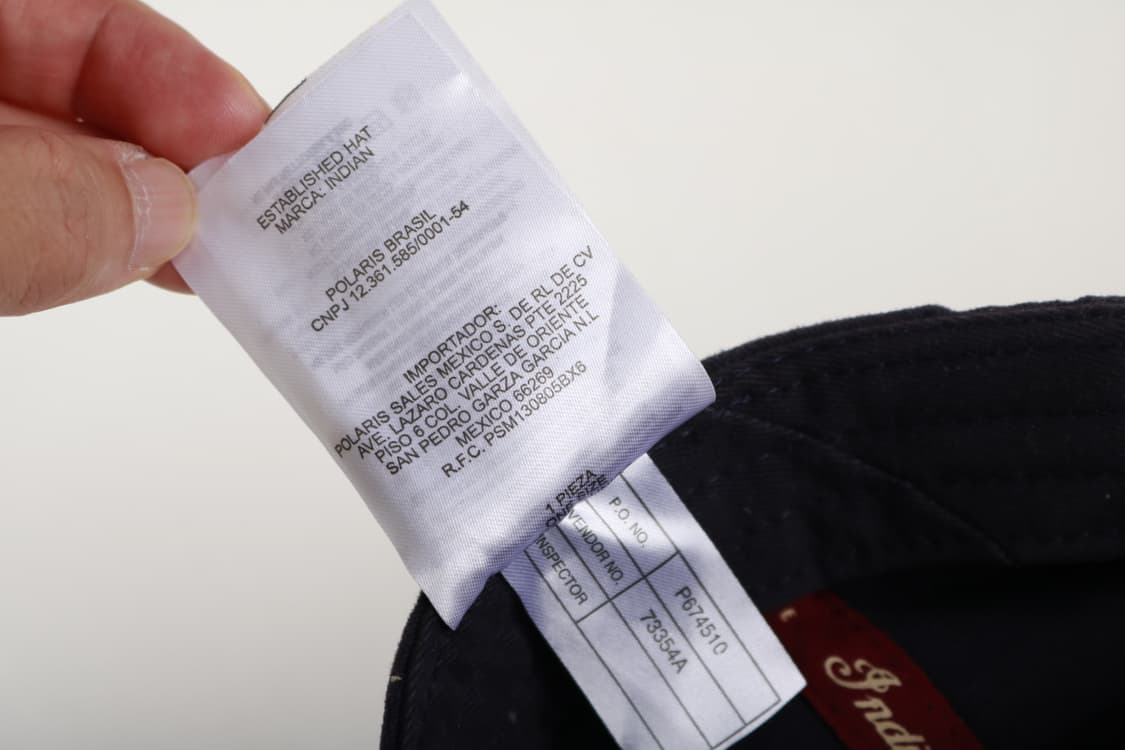 ESTABLISHED HAT
MARCA: INDIAN
POLARIS BRASIL
CNPJ 12.361.585/0001-54
IMPORTADOR:
POLARIS SALES MEXICO S. DE RL DE CV
AVE. LAZARO CARDENAS PTE 2225
PISO 6 COL. VALLE DE ORIENTE
SAN PEDRO GARZA GARCIA N.L
MEXICO 66269
R.F.C. PSM130805BX6
1 PIEZA
ONE SIZE
P.O. NO. P674510
VENDOR NO. 73354A
INSPECTOR
Indi